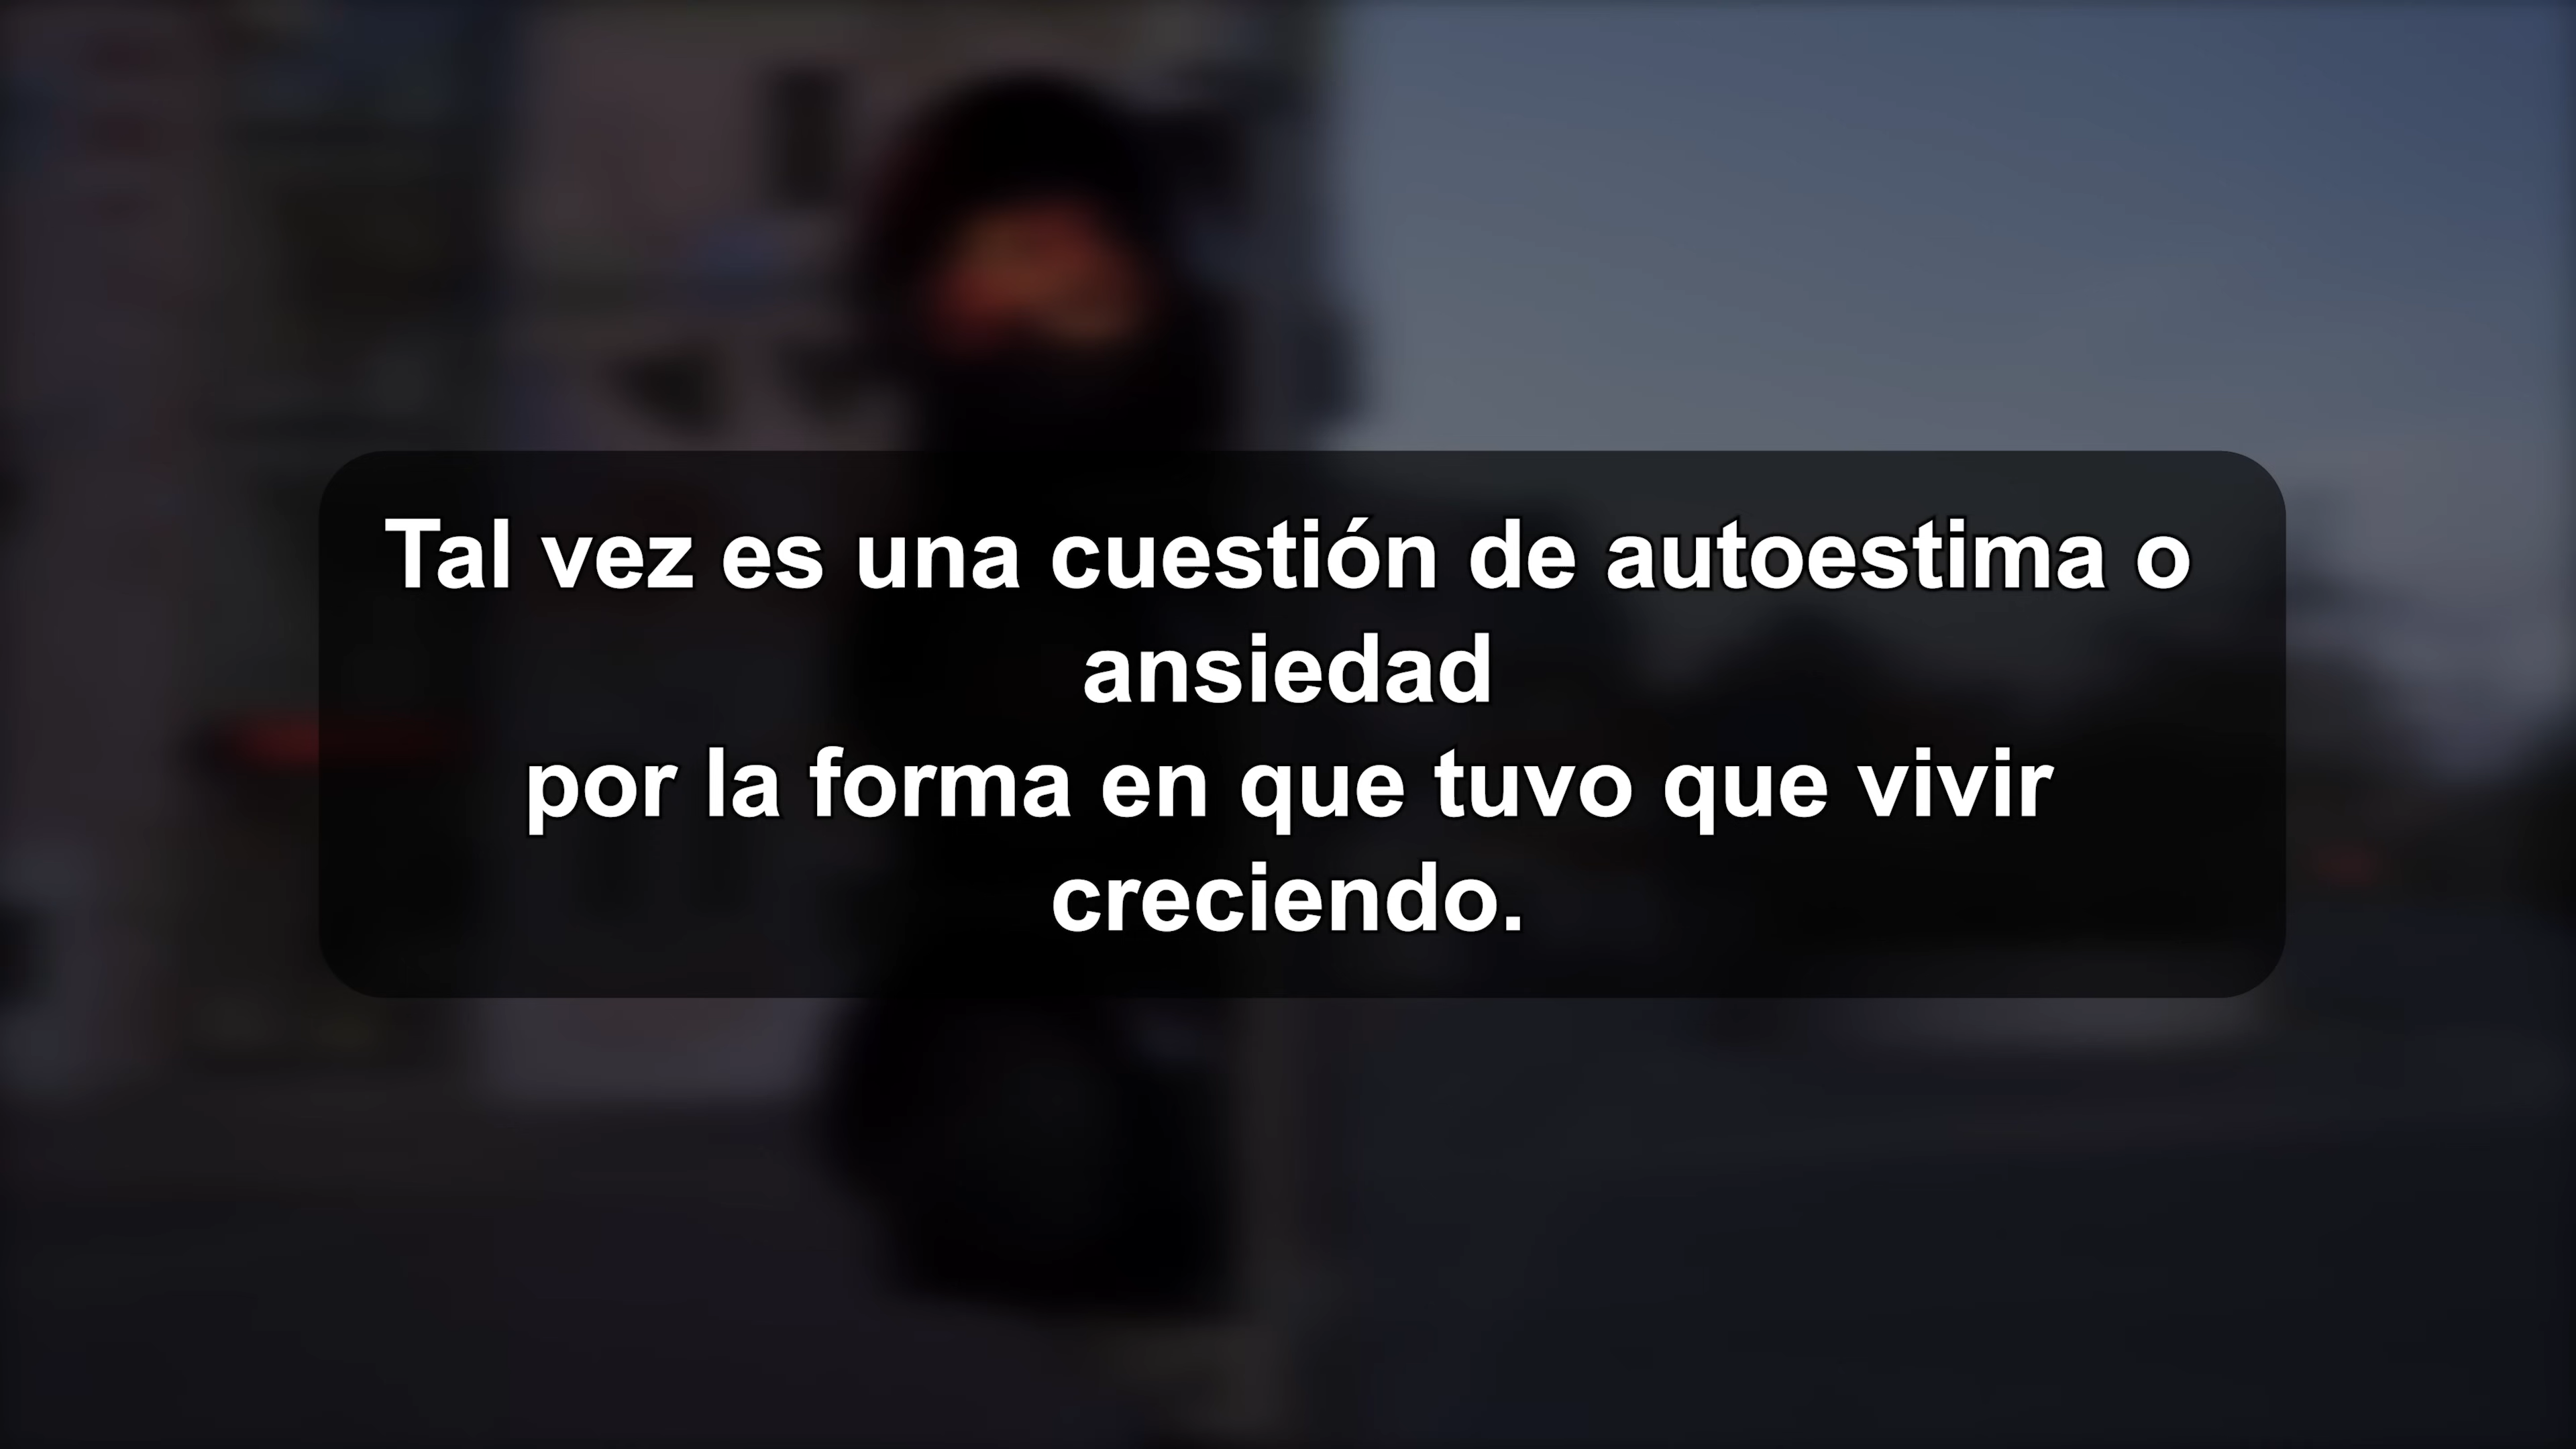 Tal vez es una cuestión de autoestima o
ansiedad
por la forma en que tuvo que vivir
creciendo.